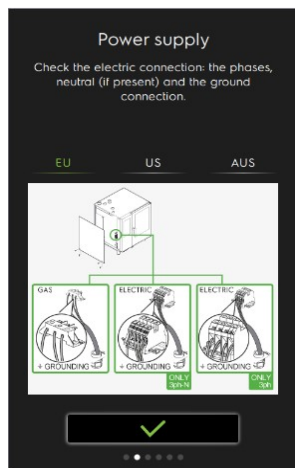 Power supply
Check the electric connection: the phases,
neutral (if present) and the ground
connection.
EU US AUS
GAS ELECTRIC ELECTRIC
+ GROUNDING + GROUNDING + GROUNDING
ONLY ONLY
3ph-N 3ph